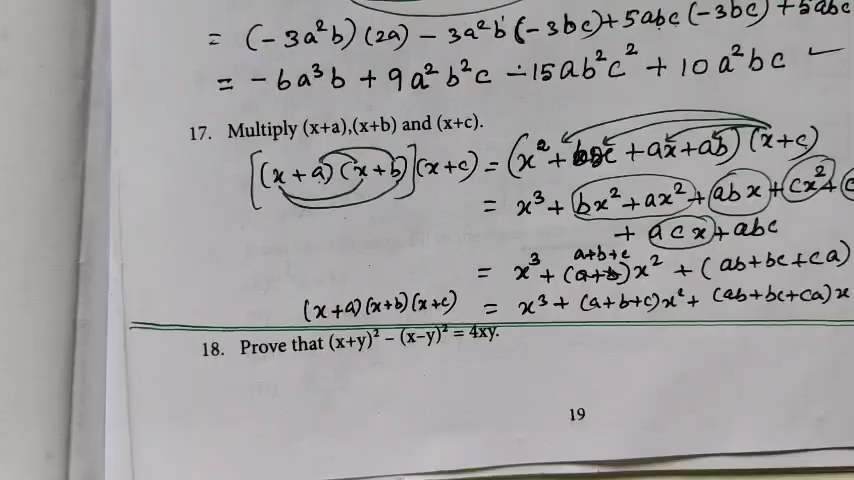 = (-3a²b)(2a) - 3a²b(-3bc) + 5abc(-3bc) + 5abc
= -6a³b + 9a²b²c - 15ab²c² + 10a²bc
17. Multiply (x+a),(x+b) and (x+c).
[(x+a)(x+b)](x+c) = (x² + bx + ax + ab)(x+c)
= x³ + bx² + ax² + abx + cx² +
+ acx + abc
a+b+c
= x³ + (a+b)x² + (ab+bc+ca)
(x+a)(x+b)(x+c) = x³ + (a+b+c)x² + (ab+bc+ca)x
18. Prove that (x+y)² – (x–y)² = 4xy.
19